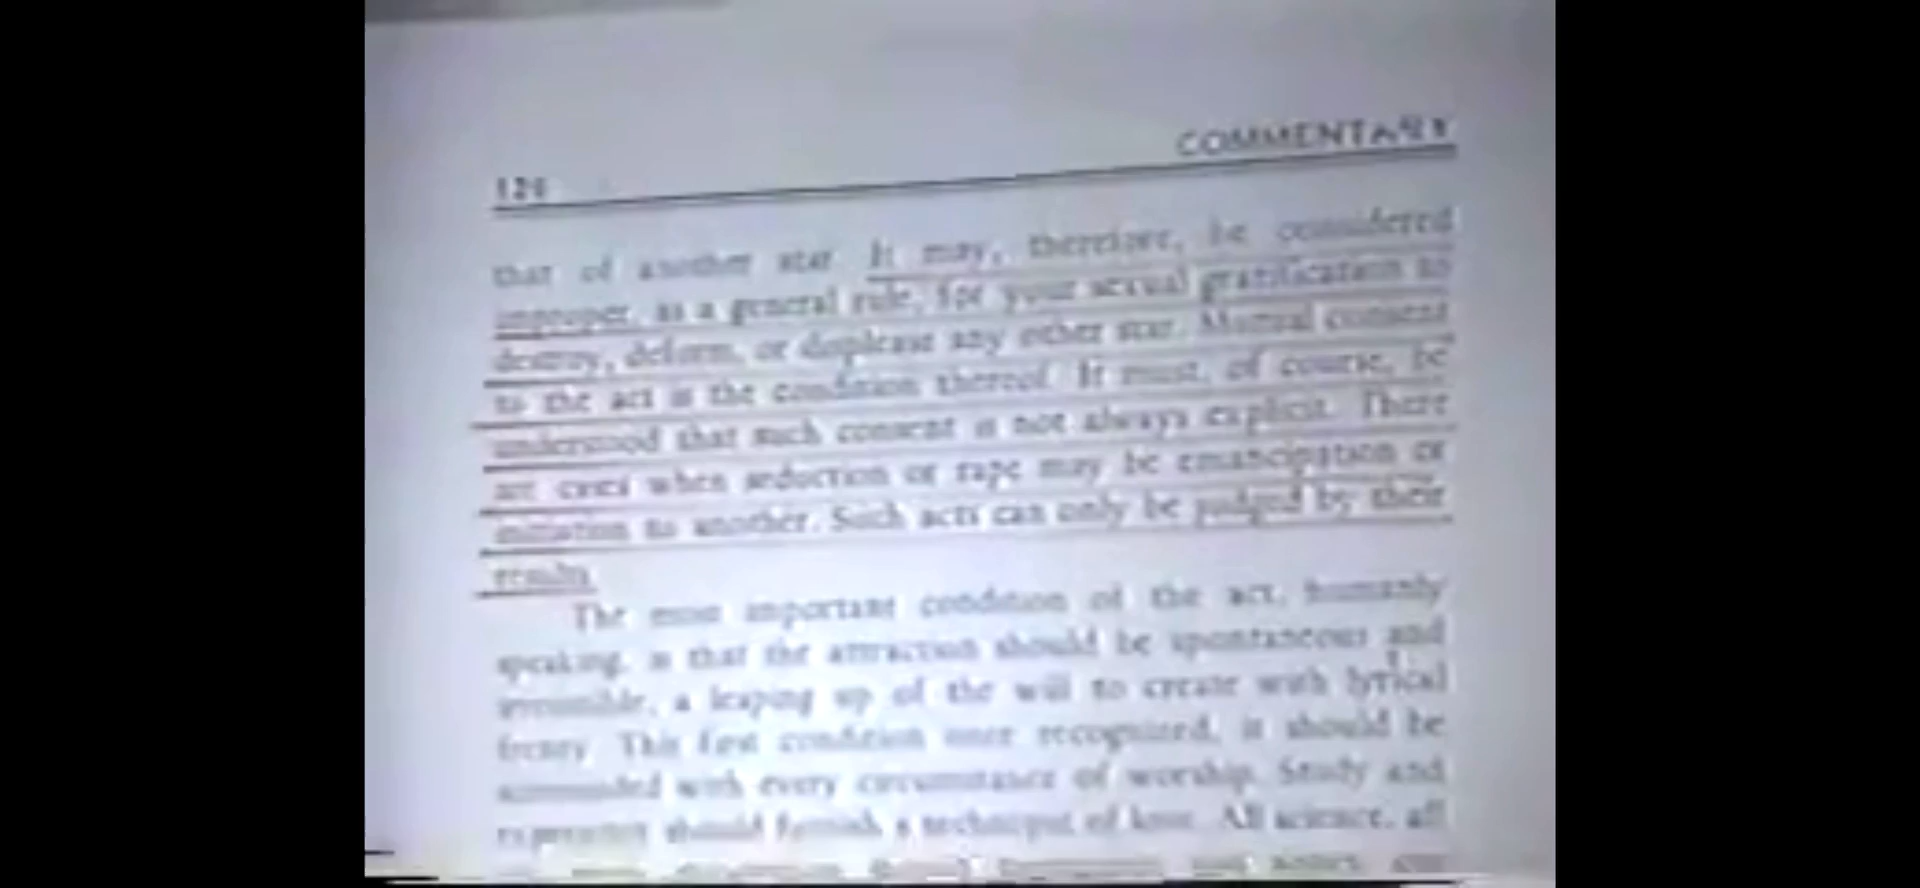 COMMENTARY
126
that of another star. It may, therefore, be considered
improper, as a general rule, for your sexual gratification to
destroy, deform, or displease any other star. Mutual consent
to the act is the condition thereof. It must, of course, be
understood that such consent is not always explicit. There
are cases when seduction or rape may be emancipation or
initiation to another. Such acts can only be judged by their
results.
The most important condition of the act, humanly
speaking, is that the attraction should be spontaneous and
irresistible, a leaping up of the will to create with lyrical
frenzy. This first condition once recognized, it should be
surrounded with every circumstance of worship. Study and
experience should furnish a technique of love. All science, all